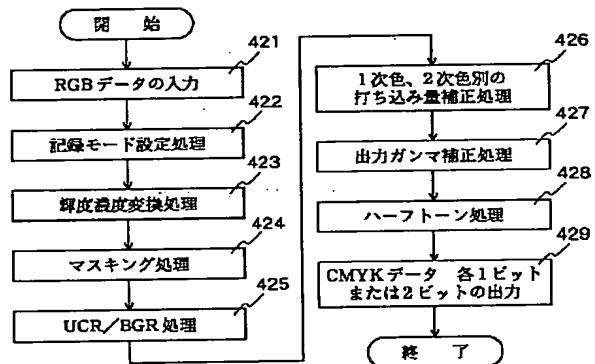 開 始
421
RGBデータの入力
422
記録モード設定処理
423
輝度濃度変換処理
424
マスキング処理
425
UCR/BGR処理
426
1次色、2次色別の
打ち込み量補正処理
427
出力ガンマ補正処理
428
ハーフトーン処理
429
CMYKデータ 各1ビット
または2ビットの出力
終 了